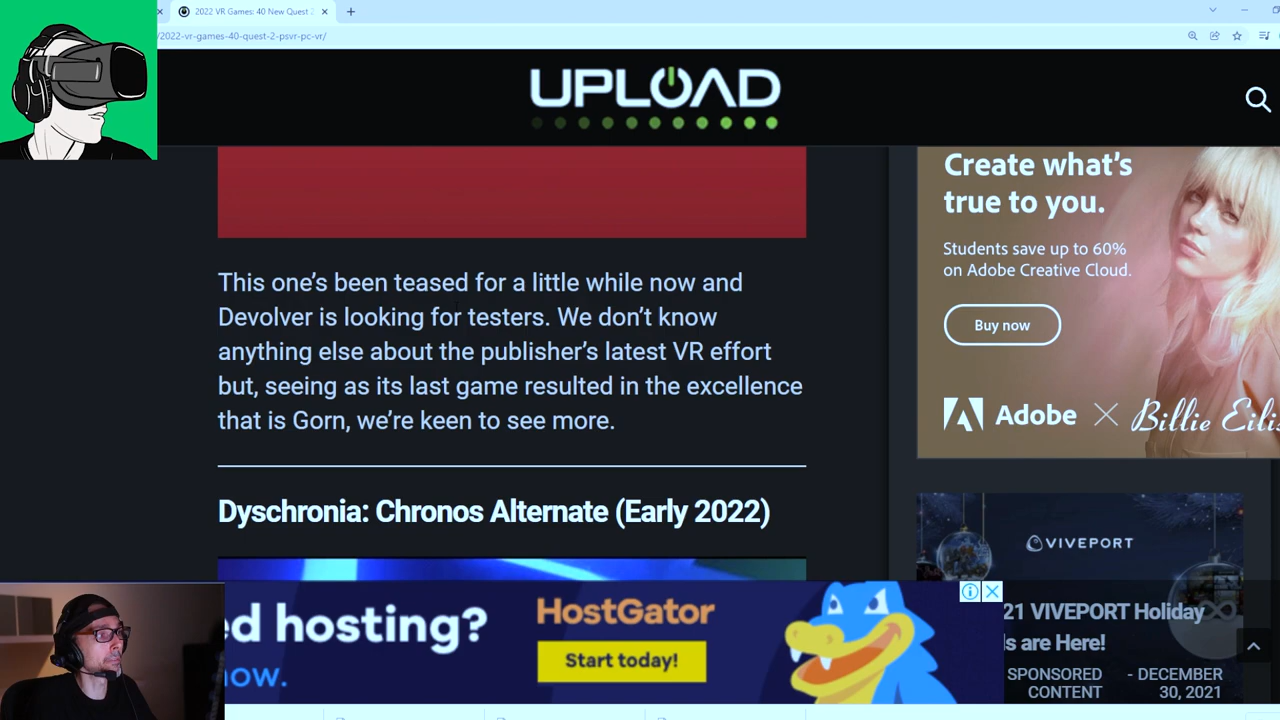 2022 VR Games: 40 New Quest 2
/2022-vr-games-40-quest-2-psvr-pc-vr/
UPLOAD
This one’s been teased for a little while now and
Devolver is looking for testers. We don’t know
anything else about the publisher’s latest VR effort
but, seeing as its last game resulted in the excellence
that is Gorn, we’re keen to see more.
Dyschronia: Chronos Alternate (Early 2022)
Create what’s
true to you.
Students save up to 60%
on Adobe Creative Cloud.
Buy now
Adobe × Billie Eilis
VIVEPORT
21 VIVEPORT Holiday
ls are Here!
SPONSORED CONTENT
- DECEMBER 30, 2021
ed hosting?
ow.
HostGator
Start today!